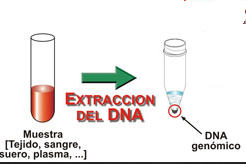 EXTRACCION
DEL DNA
Muestra
[Tejido, sangre,
suero, plasma, ...]
DNA
genómico